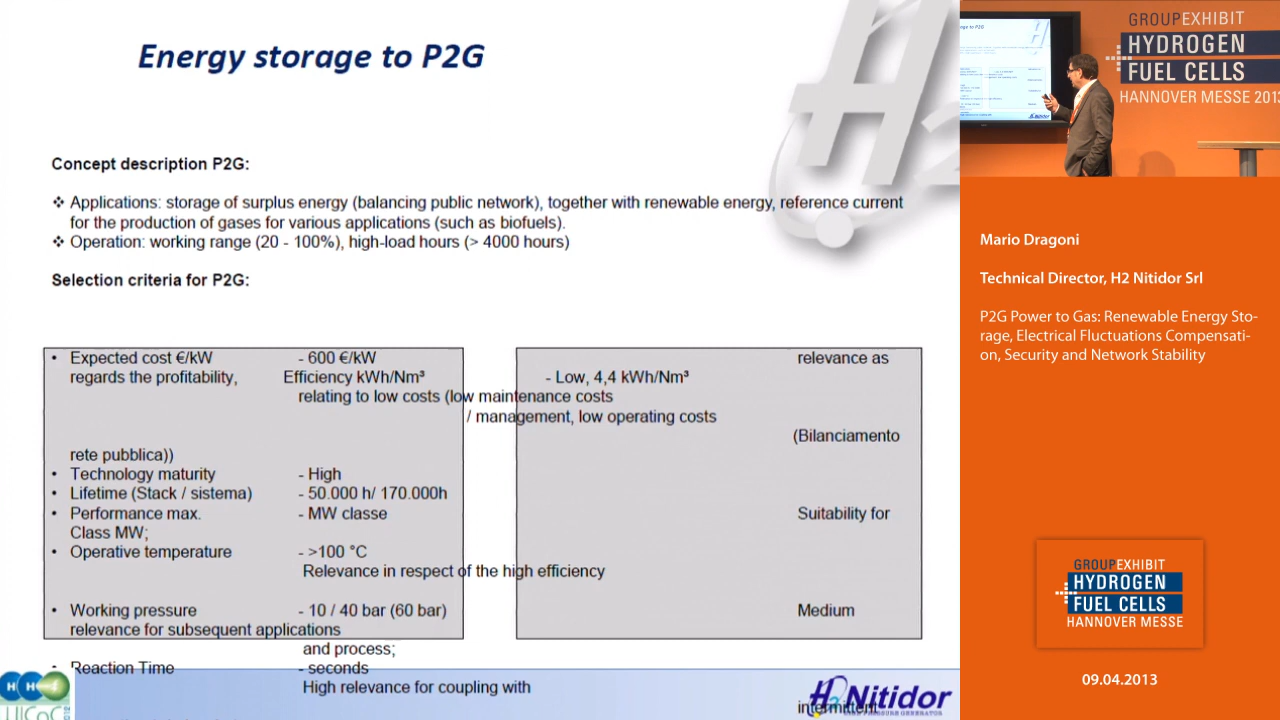 Energy storage to P2G
Concept description P2G:
❖ Applications: storage of surplus energy (balancing public network), together with renewable energy, reference current
for the production of gases for various applications (such as biofuels).
❖ Operation: working range (20 - 100%), high-load hours (> 4000 hours)
Selection criteria for P2G:
• Expected cost €/kW - 600 €/kW relevance as
regards the profitability, Efficiency kWh/Nm³ - Low, 4,4 kWh/Nm³
relating to low costs (low maintenance costs
/ management, low operating costs
(Bilanciamento
rete pubblica))
• Technology maturity - High
• Lifetime (Stack / sistema) - 50.000 h/ 170.000h
• Performance max. - MW classe Suitability for
Class MW;
• Operative temperature - >100 °C
Relevance in respect of the high efficiency
• Working pressure - 10 / 40 bar (60 bar) Medium
relevance for subsequent applications
and process;
• Reaction Time - seconds
High relevance for coupling with
intermittent
H2Nitidor
GROUPEXHIBIT
HYDROGEN
FUEL CELLS
HANNOVER MESSE 2013
Mario Dragoni
Technical Director, H2 Nitidor Srl
P2G Power to Gas: Renewable Energy Sto-
rage, Electrical Fluctuations Compensati-
on, Security and Network Stability
GROUPEXHIBIT
HYDROGEN
FUEL CELLS
HANNOVER MESSE
09.04.2013